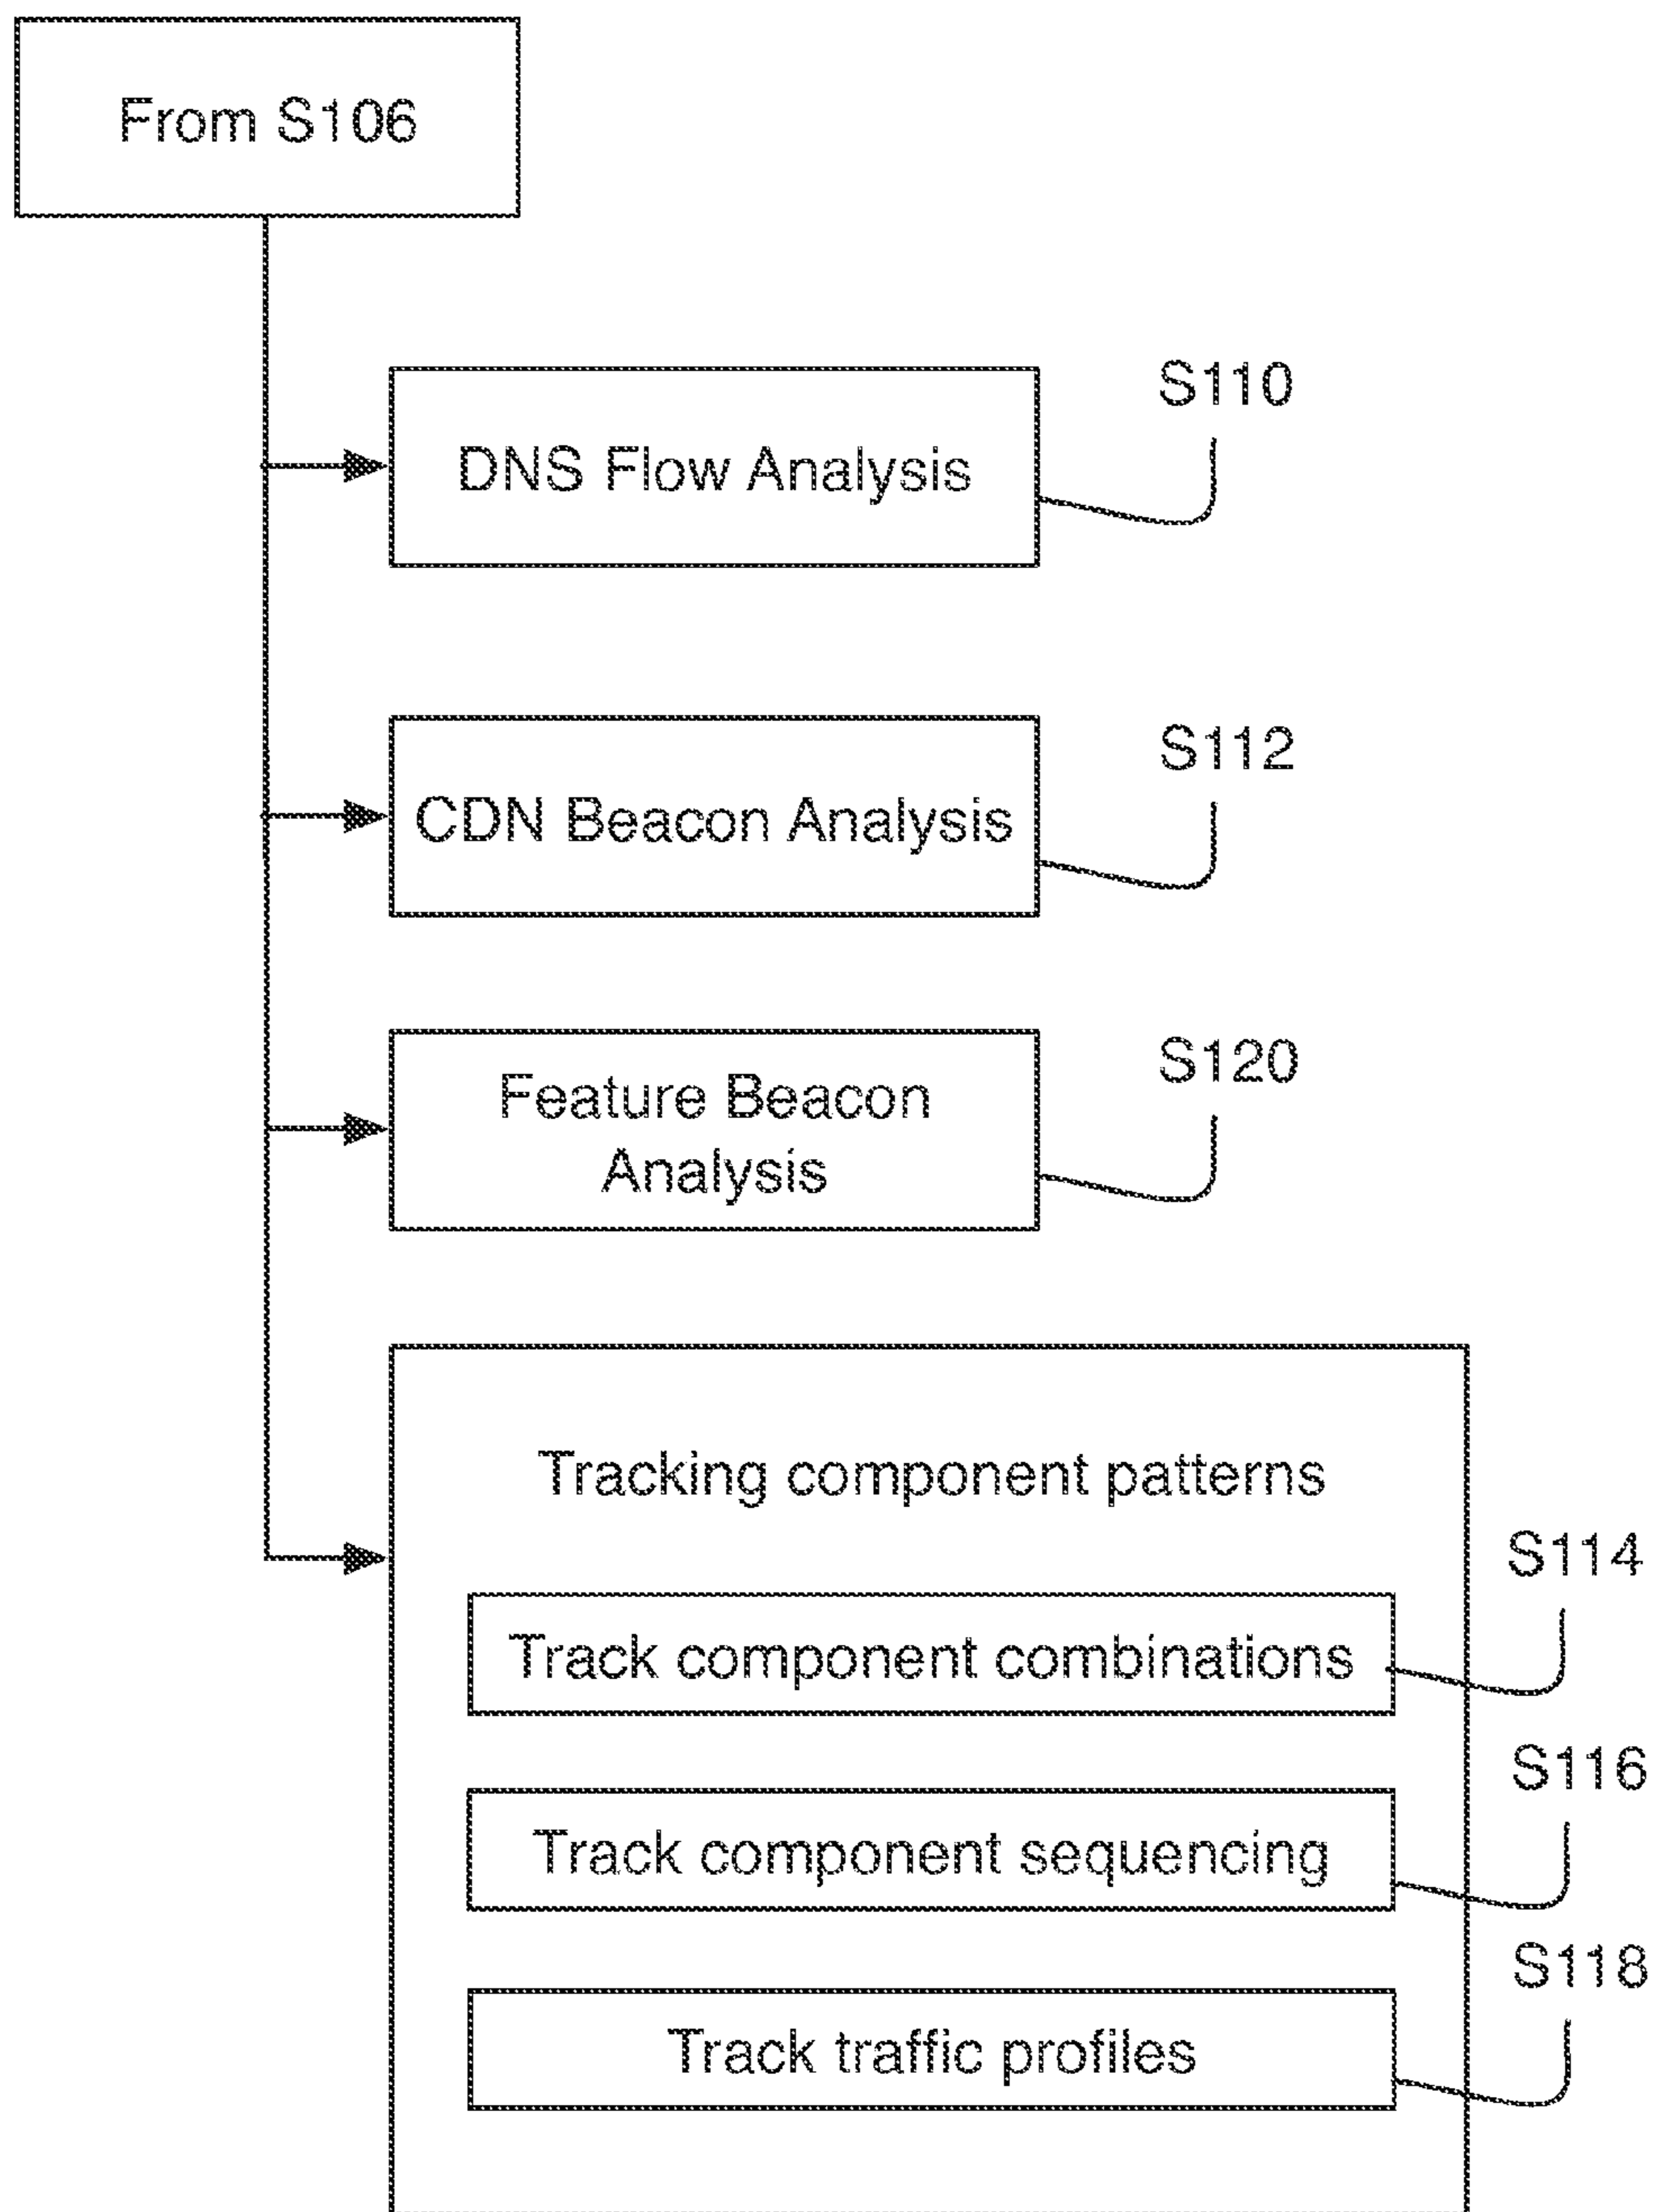 From S106
S110
DNS Flow Analysis
S112
CDN Beacon Analysis
S120
Feature Beacon
Analysis
Tracking component patterns
S114
Track component combinations
S116
Track component sequencing
S118
Track traffic profiles